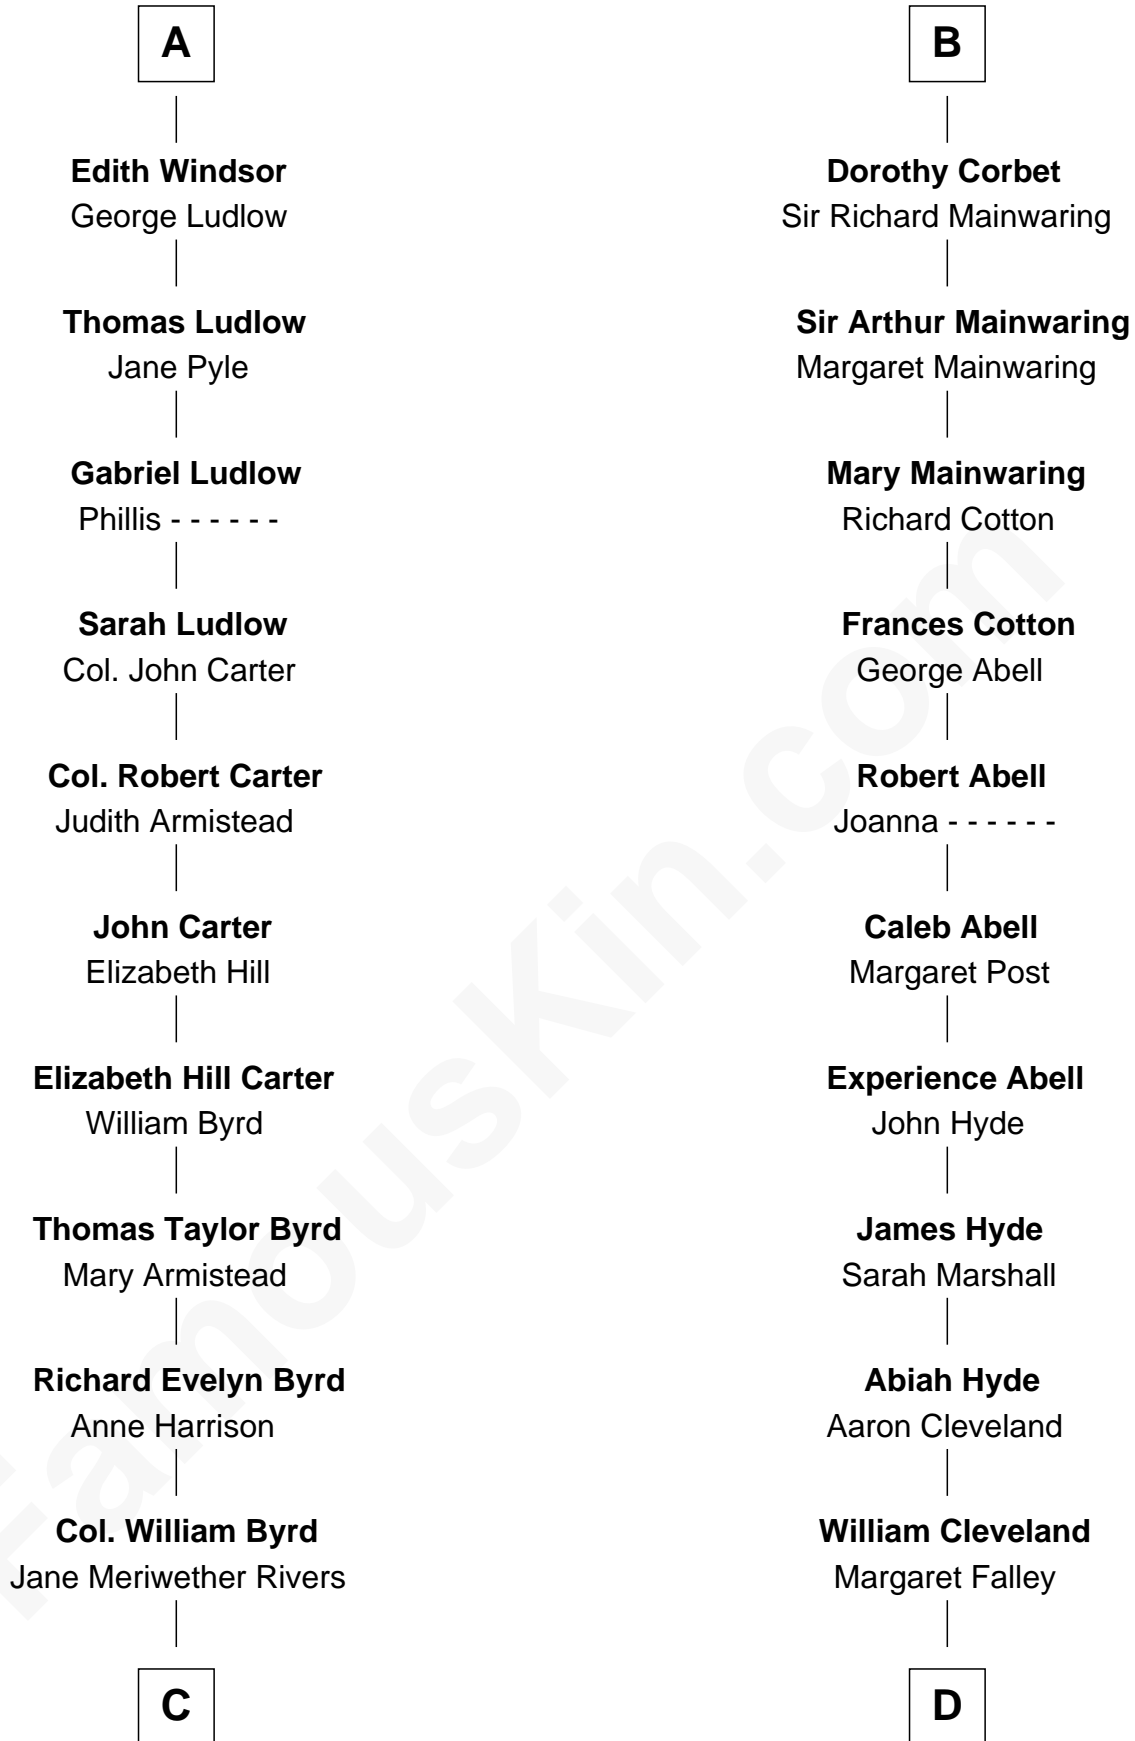 A
Edith Windsor
George Ludlow
Thomas Ludlow
Jane Pyle
Gabriel Ludlow
Phillis - - - - - -
Sarah Ludlow
Col. John Carter
Col. Robert Carter
Judith Armistead
John Carter
Elizabeth Hill
Elizabeth Hill Carter
William Byrd
Thomas Taylor Byrd
Mary Armistead
Richard Evelyn Byrd
Anne Harrison
Col. William Byrd
Jane Meriwether Rivers
C
B
Dorothy Corbet
Sir Richard Mainwaring
Sir Arthur Mainwaring
Margaret Mainwaring
Mary Mainwaring
Richard Cotton
Frances Cotton
George Abell
Robert Abell
Joanna - - - - - -
Caleb Abell
Margaret Post
Experience Abell
John Hyde
James Hyde
Sarah Marshall
Abiah Hyde
Aaron Cleveland
William Cleveland
Margaret Falley
D
FamousKin.com